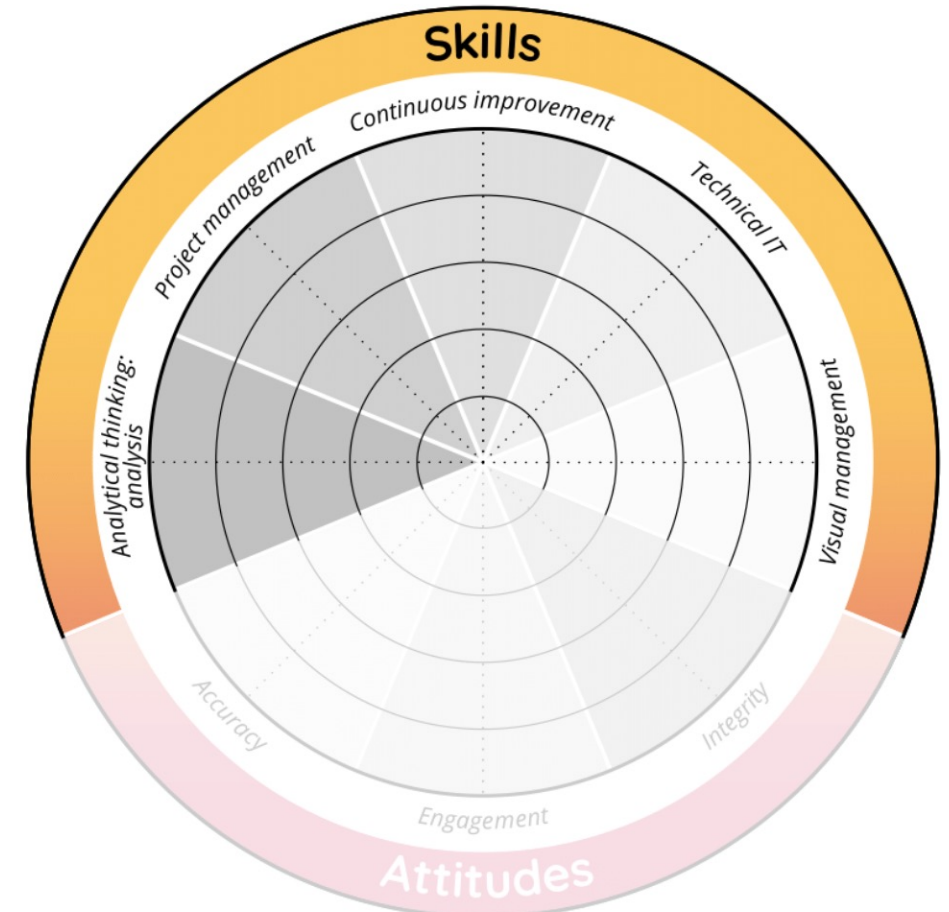 Skills
Continuous improvement
Project management
Technical IT
Analytical thinking:
analysis
Visual management
Accuracy
Integrity
Engagement
Attitudes